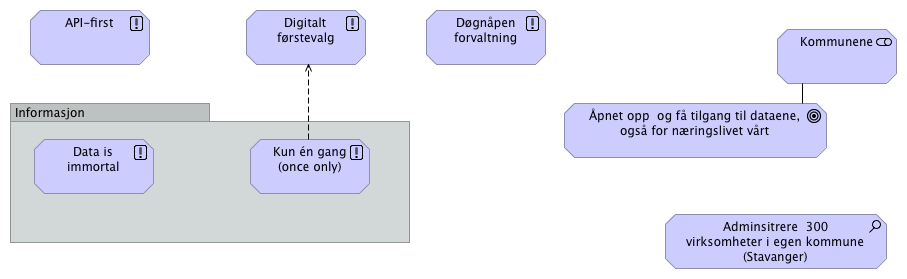 API-first
Digitalt
førstevalg
Døgnåpen
forvaltning
Kommunene
Informasjon
Åpnet opp  og få tilgang til dataene,
også for næringslivet vårt
Data is
immortal
Kun én gang
(once only)
Adminsitrere  300
virksomheter i egen kommune
(Stavanger)